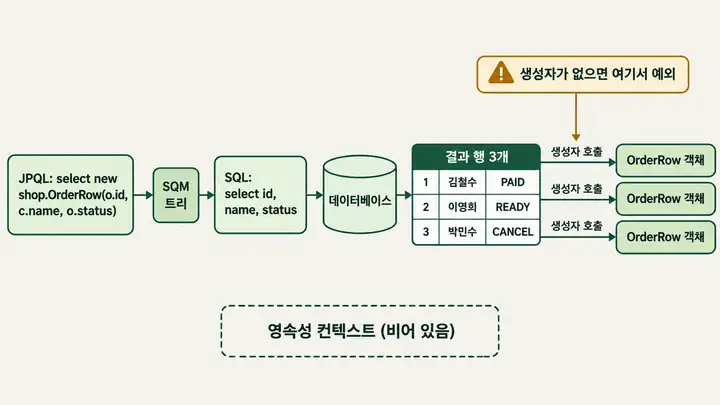 생성자가 없으면 여기서 예외
JPQL: select new
shop.OrderRow(o.id,
c.name, o.status)
SQM
트리
SQL:
select id,
name, status
데이터베이스
결과 행 3개
1 김철수 PAID
2 이영희 READY
3 박민수 CANCEL
생성자 호출
생성자 호출
생성자 호출
OrderRow 객체
OrderRow 객체
OrderRow 객체
영속성 컨텍스트 (비어 있음)